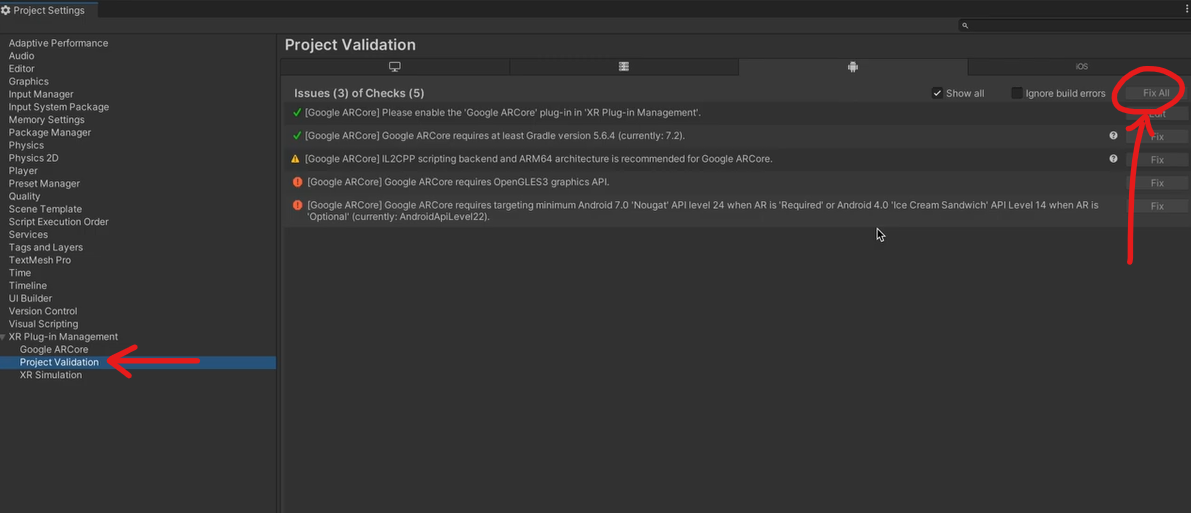 Project Settings
Adaptive Performance
Audio
Editor
Graphics
Input Manager
Input System Package
Memory Settings
Package Manager
Physics
Physics 2D
Player
Preset Manager
Quality
Scene Template
Script Execution Order
Services
Tags and Layers
TextMesh Pro
Time
Timeline
UI Builder
Version Control
Visual Scripting
XR Plug-in Management
Google ARCore
Project Validation
XR Simulation
Project Validation
iOS
Issues (3) of Checks (5)
Show all
Ignore build errors
Fix All
[Google ARCore] Please enable the 'Google ARCore' plug-in in 'XR Plug-in Management'.
Edit
[Google ARCore] Google ARCore requires at least Gradle version 5.6.4 (currently: 7.2).
Fix
[Google ARCore] IL2CPP scripting backend and ARM64 architecture is recommended for Google ARCore.
Fix
[Google ARCore] Google ARCore requires OpenGLES3 graphics API.
Fix
[Google ARCore] Google ARCore requires targeting minimum Android 7.0 'Nougat' API level 24 when AR is 'Required' or Android 4.0 'Ice Cream Sandwich' API Level 14 when AR is
'Optional' (currently: AndroidApiLevel22).
Fix